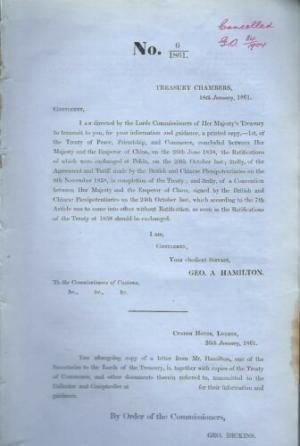 Cancelled
G.O. 84/1904
No. 6/1861.
TREASURY CHAMBERS,
18th January, 1861.
GENTLEMEN,
I AM directed by the Lords Commissioners of Her Majesty's Treasury
to transmit to you, for your information and guidance, a printed copy,—1st, of
the Treaty of Peace, Friendship, and Commerce, concluded between Her
Majesty and the Emperor of China, on the 26th June 1858, the Ratifications
of which were exchanged at Pekin, on the 24th October last; 2ndly, of the
Agreement and Tariff made by the British and Chinese Plenipotentiaries on the
8th November 1858, in completion of the Treaty; and 3rdly, of a Convention
between Her Majesty and the Emperor of China, signed by the British and
Chinese Plenipotentiaries on the 24th October last, which according to the 7th
Article was to come into either without Ratification, as soon as the Ratifications
of the Treaty of 1858 should be exchanged.
I am,
GENTLEMEN,
Your obedient Servant,
GEO. A HAMILTON.
To the Commissioners of Customs,
&c., &c., &c.
CUSTOM HOUSE, LONDON,
26th January, 1861.
THE foregoing copy of a letter from Mr. Hamilton, one of the
Secretaries to the Lords of the Treasury, is, together with copies of the Treaty
of Commerce, and other documents therein referred to, transmitted to the
Collector and Comptroller at for their information and
guidance.
By Order of the Commissioners,
GEO. DICKINS.